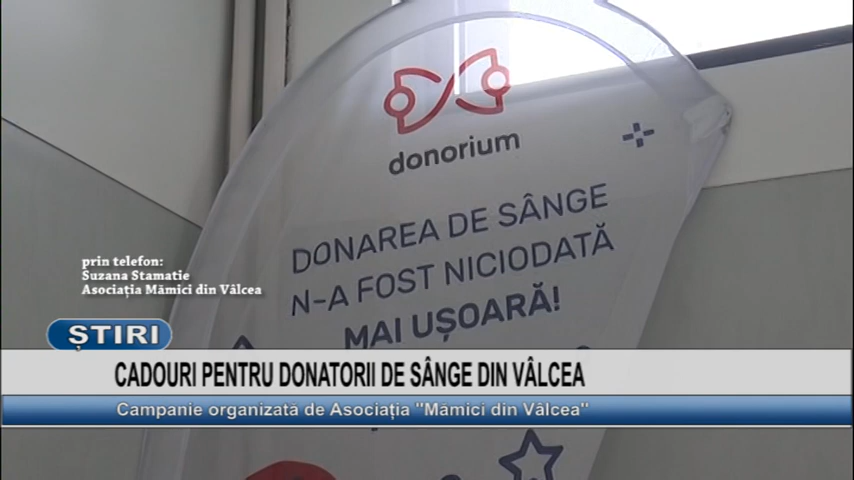 donorium
DONAREA DE SÂNGE
N-A FOST NICIODATĂ
MAI UȘOARĂ!
prin telefon:
Suzana Stamatie
Asociația Mămici din Vâlcea
ȘTIRI
CADOURI PENTRU DONATORII DE SÂNGE DIN VÂLCEA
Campanie organizată de Asociația "Mămici din Vâlcea"